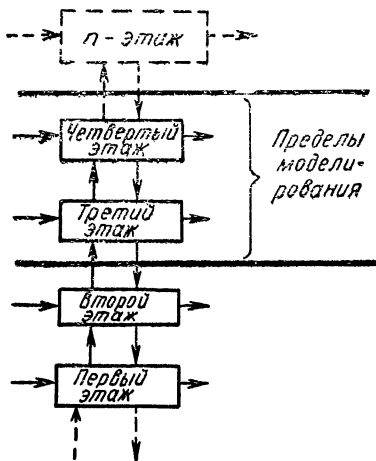 n - этаж
Четвертый
этаж
Пределы
модели-
рования
Третий
этаж
Второй
этаж
Первый
этаж